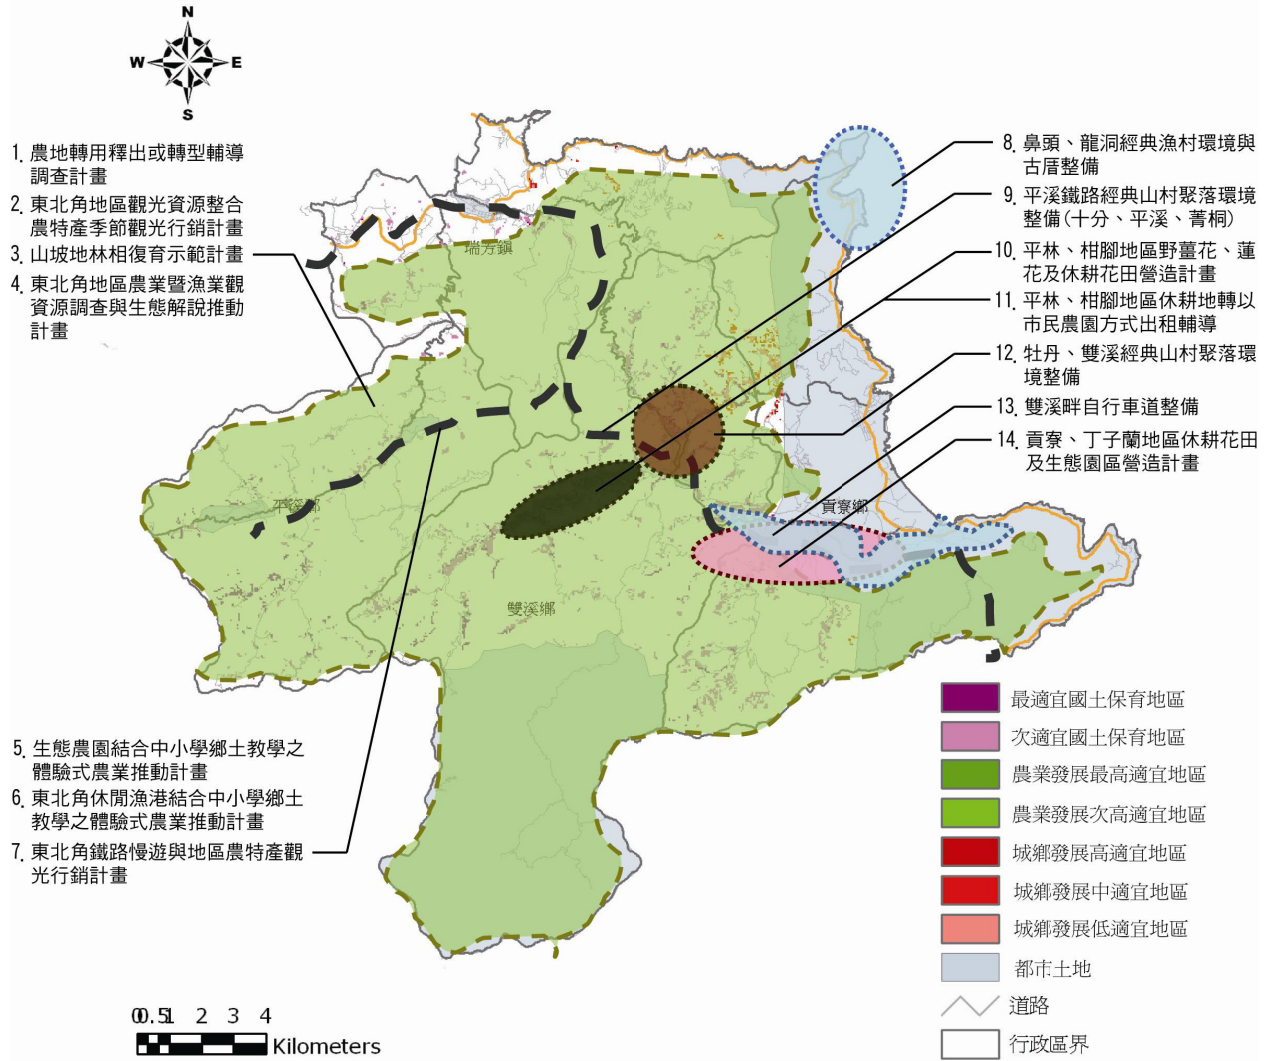 N
W
E
S
1. 農地轉用釋出或轉型輔導
調查計畫
2. 東北角地區觀光資源整合
農特產季節觀光行銷計畫
3. 山坡地林相復育示範計畫
4. 東北角地區農業暨漁業觀
資源調查與生態解說推動
計畫
5. 生態農園結合中小學鄉土教學之
體驗式農業推動計畫
6. 東北角休閒漁港結合中小學鄉土
教學之體驗式農業推動計畫
7. 東北角鐵路慢遊與地區農特產觀
光行銷計畫
8. 鼻頭、龍洞經典漁村環境與
古厝整備
9. 平溪鐵路經典山村聚落環境
整備(十分、平溪、菁桐)
10. 平林、柑腳地區野薑花、蓮
花及休耕花田營造計畫
11. 平林、柑腳地區休耕地轉以
市民農園方式出租輔導
12. 牡丹、雙溪經典山村聚落環
境整備
13. 雙溪畔自行車道整備
14. 貢寮、丁子蘭地區休耕花田
及生態園區營造計畫
瑞芳鎮
平溪鄉
雙溪鄉
貢寮鄉
最適宜國土保育地區
次適宜國土保育地區
農業發展最高適宜地區
農業發展次高適宜地區
城鄉發展高適宜地區
城鄉發展中適宜地區
城鄉發展低適宜地區
都市土地
道路
行政區界
0 0.5 1 2 3 4
Kilometers